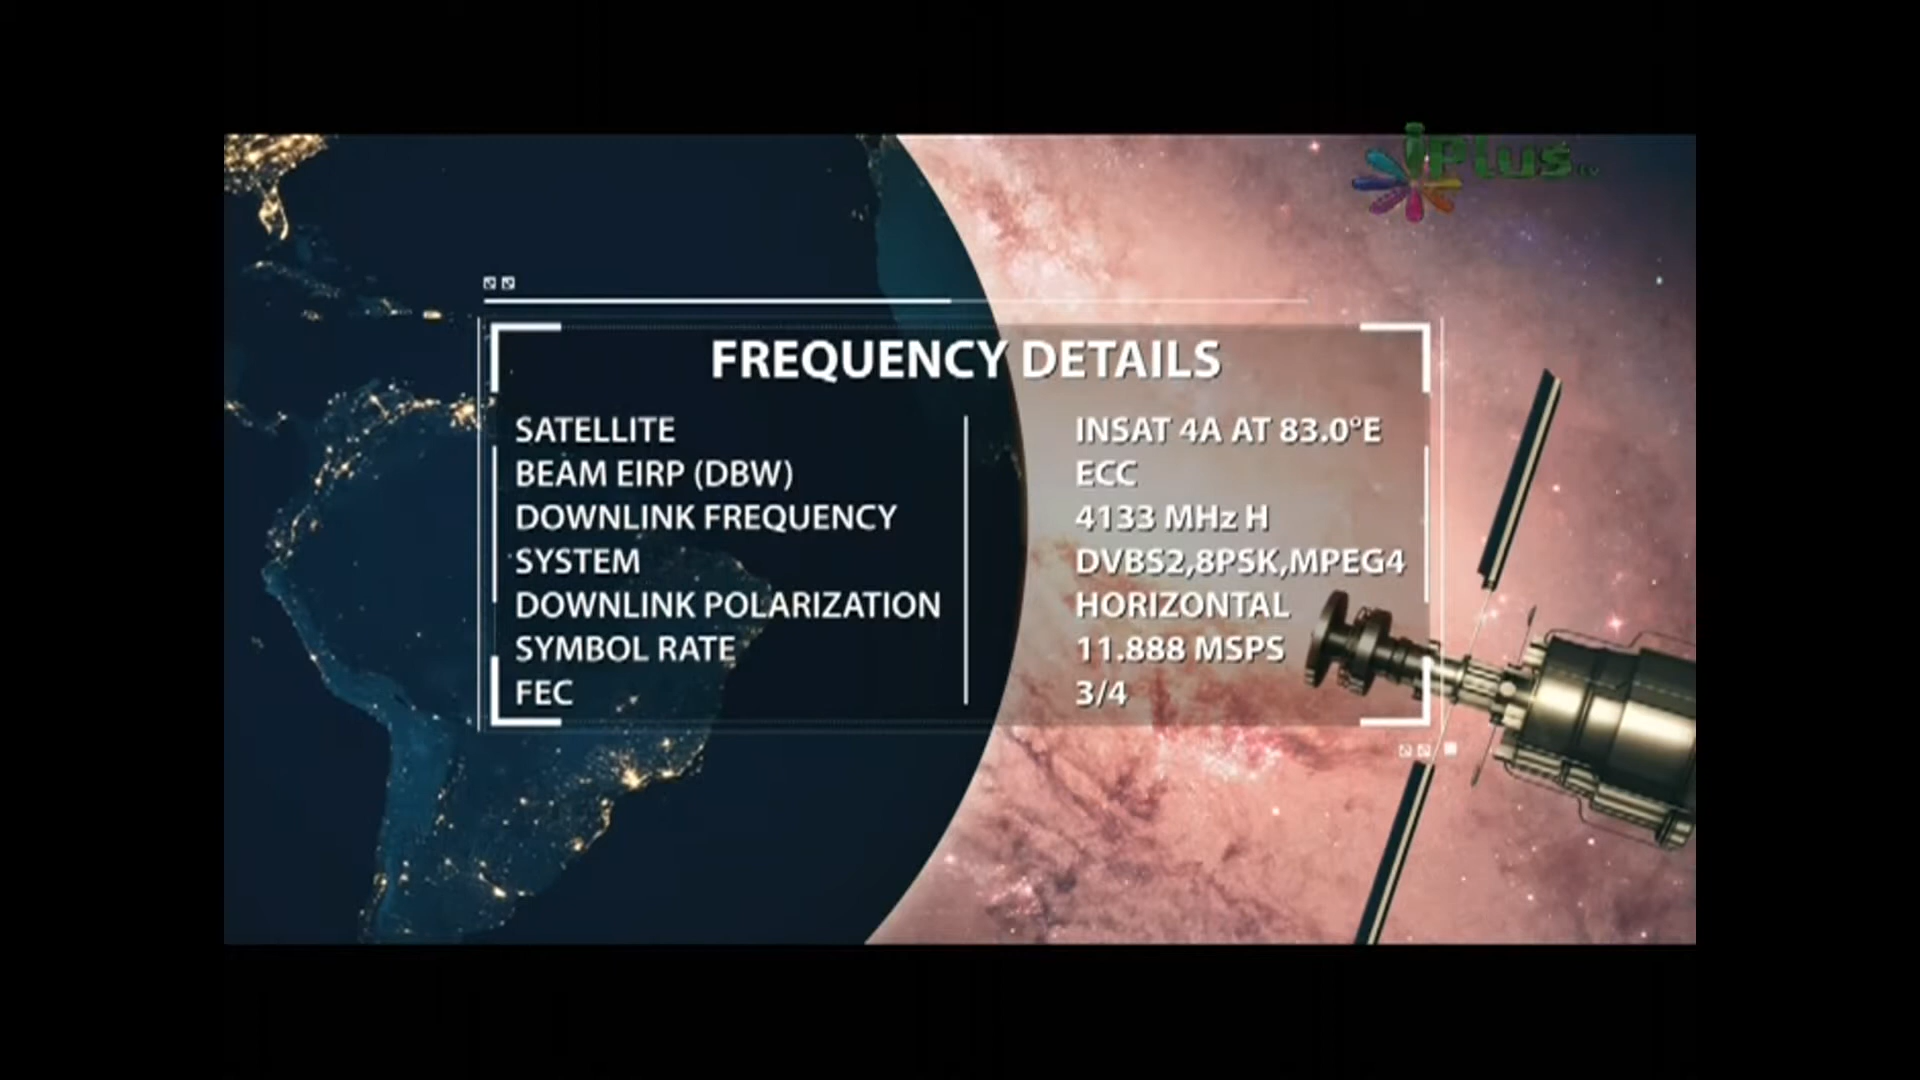 iPlus TV
FREQUENCY DETAILS
SATELLITE INSAT 4A AT 83.0°E
BEAM EIRP (DBW) ECC
DOWNLINK FREQUENCY 4133 MHz H
SYSTEM DVBS2,8PSK,MPEG4
DOWNLINK POLARIZATION HORIZONTAL
SYMBOL RATE 11.888 MSPS
FEC 3/4